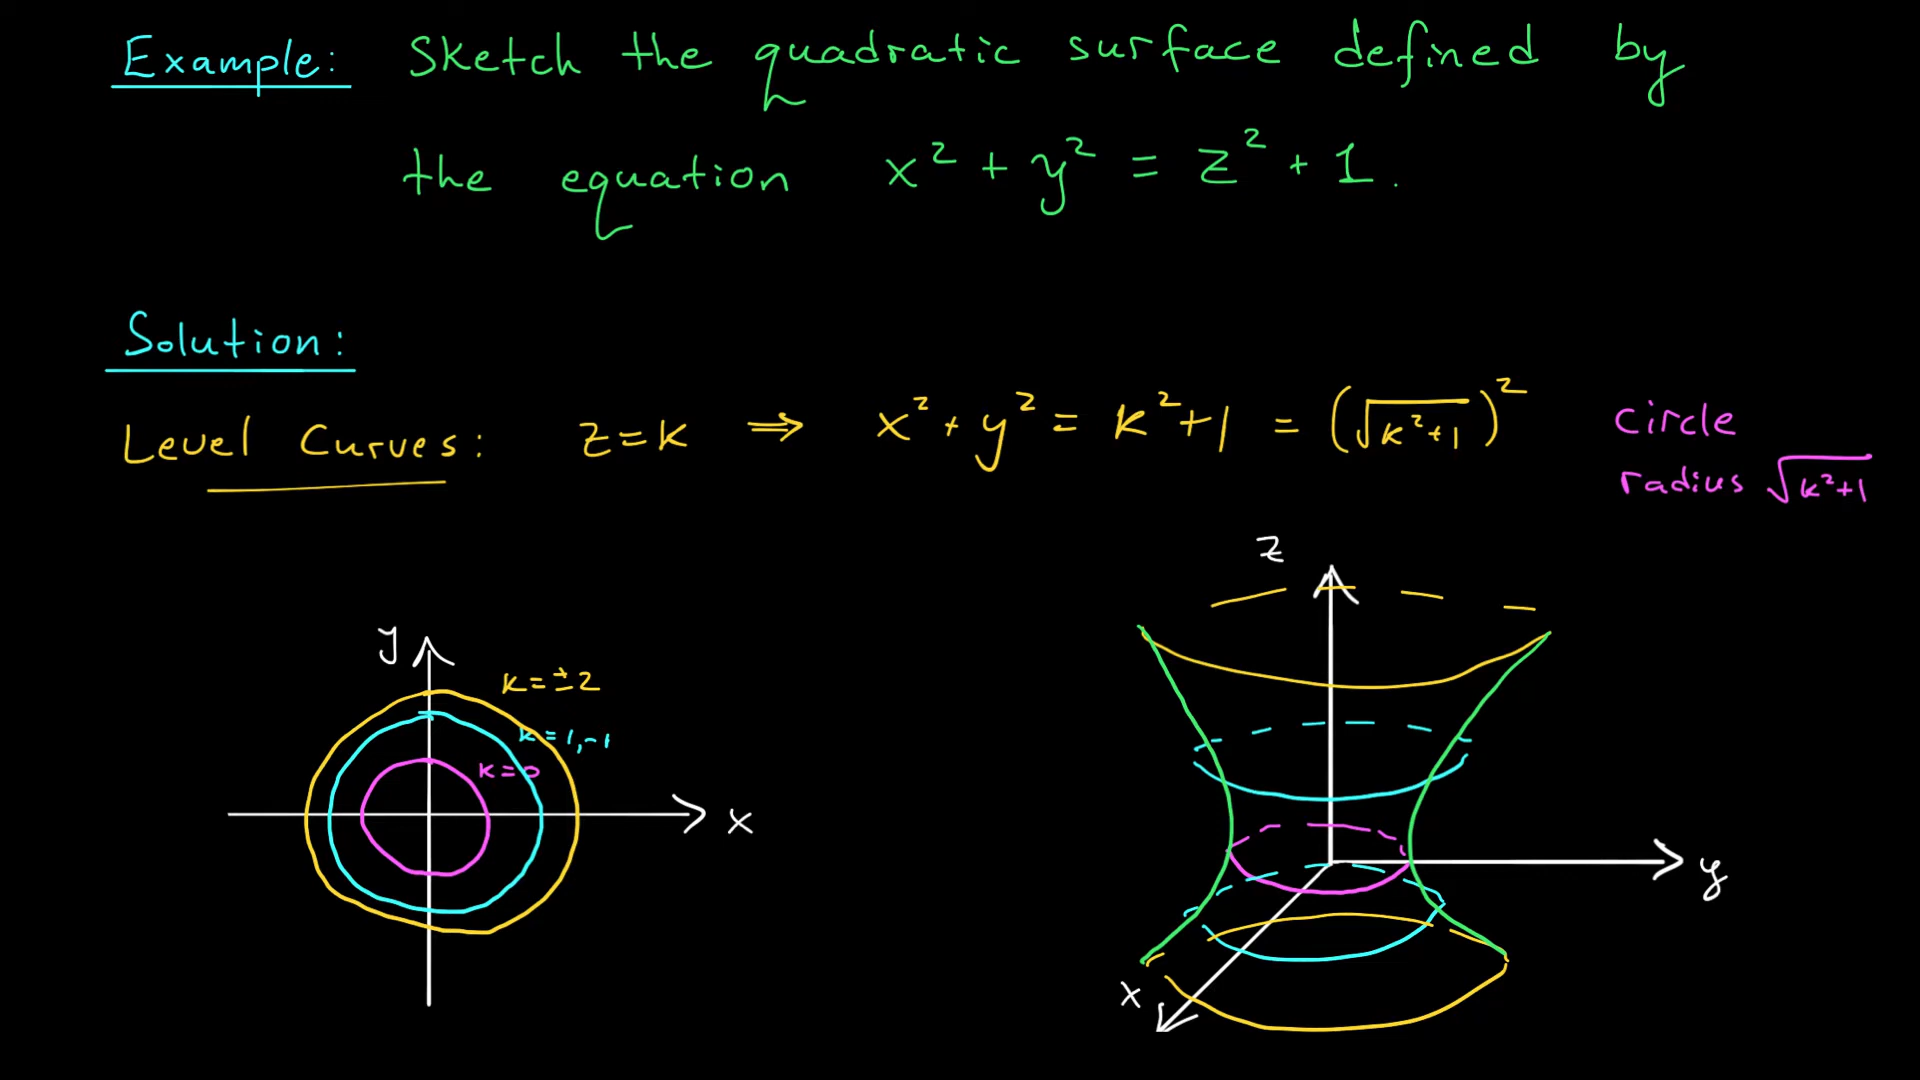 Example: Sketch the quadratic surface defined by
the equation x² + y² = z² + 1.
Solution:
Level Curves: z=k ⟹ x² + y² = k²+1 = (√(k²+1))² circle
radius √(k²+1)
z
y
k=±2
k=1,-1
k=0
x
y
x